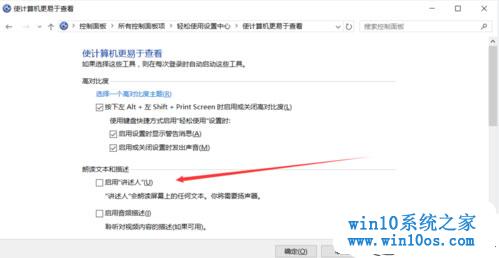 使计算机更易于查看
控制面板 > 所有控制面板项 > 轻松使用设置中心 > 使计算机更易于查看
搜索控制面板
使计算机更易于查看
如果选择这些工具，则在每次登录时自动启动这些工具。
高对比度
选择一个高对比度主题(R)
按下左 Alt + 左 Shift + Print Screen 时启用或关闭高对比度(L)
使用键盘快捷方式启用“轻松使用”设置时:
启用设置时显示警告消息(A)
启用或关闭设置时发出声音(M)
朗读文本和描述
启用“讲述人”(U)
“讲述人”会朗读屏幕上的任何文本。你将需要扬声器。
启用音频描述(I)
聆听对视频内容的描述(如果可用)。
确定(O)
win10系统之家
www.win10os.com